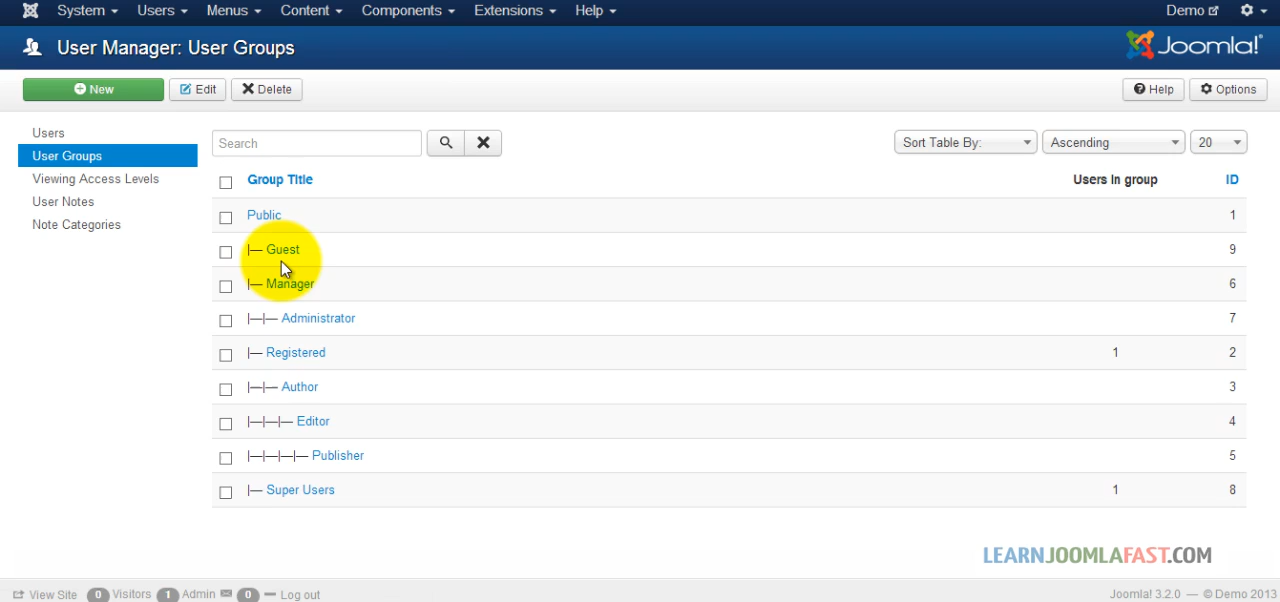 System Users Menus Content Components Extensions Help Demo
User Manager: User Groups Joomla!®
New Edit Delete Help Options
Users
User Groups
Viewing Access Levels
User Notes
Note Categories
Search Sort Table By: Ascending 20
Group Title Users in group ID
Public 1
|— Guest 9
|— Manager 6
|—|— Administrator 7
|— Registered 1 2
|—|— Author 3
|—|—|— Editor 4
|—|—|—|— Publisher 5
|— Super Users 1 8
LEARNJOOMLAFAST.COM
View Site 0 Visitors 1 Admin 0 Log out Joomla! 3.2.0 — © Demo 2013